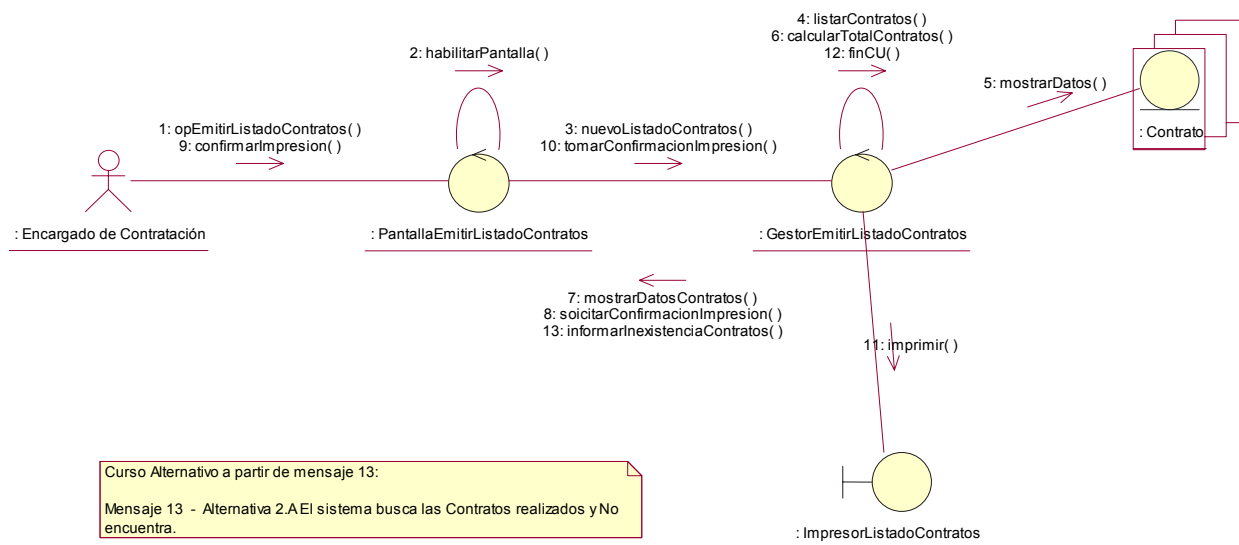 4: listarContratos( )
6: calcularTotalContratos( )
12: finCU( )
2: habilitarPantalla( )
5: mostrarDatos( )
1: opEmitirListadoContratos( )
9: confirmarImpresion( )
3: nuevoListadoContratos( )
10: tomarConfirmacionImpresion( )
: Contrato
: Encargado de Contratación
: PantallaEmitirListadoContratos
: GestorEmitirListadoContratos
7: mostrarDatosContratos( )
8: soicitarConfirmacionImpresion( )
13: informarInexistenciaContratos( )
11: imprimir( )
Curso Alternativo a partir de mensaje 13:
Mensaje 13 - Alternativa 2.A El sistema busca las Contratos realizados y No
encuentra.
: ImpresorListadoContratos